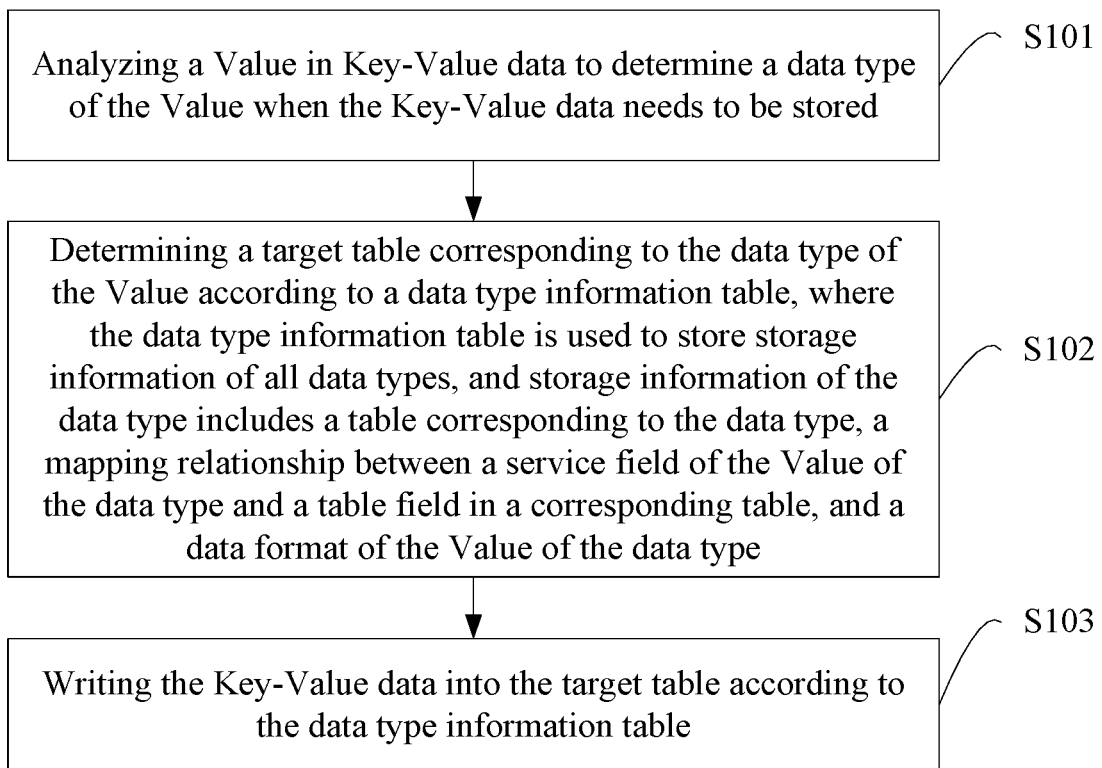 Analyzing a Value in Key-Value data to determine a data type
of the Value when the Key-Value data needs to be stored
S101
Determining a target table corresponding to the data type of
the Value according to a data type information table, where
the data type information table is used to store storage
information of all data types, and storage information of the
data type includes a table corresponding to the data type, a
mapping relationship between a service field of the Value of
the data type and a table field in a corresponding table, and a
data format of the Value of the data type
S102
Writing the Key-Value data into the target table according to
the data type information table
S103